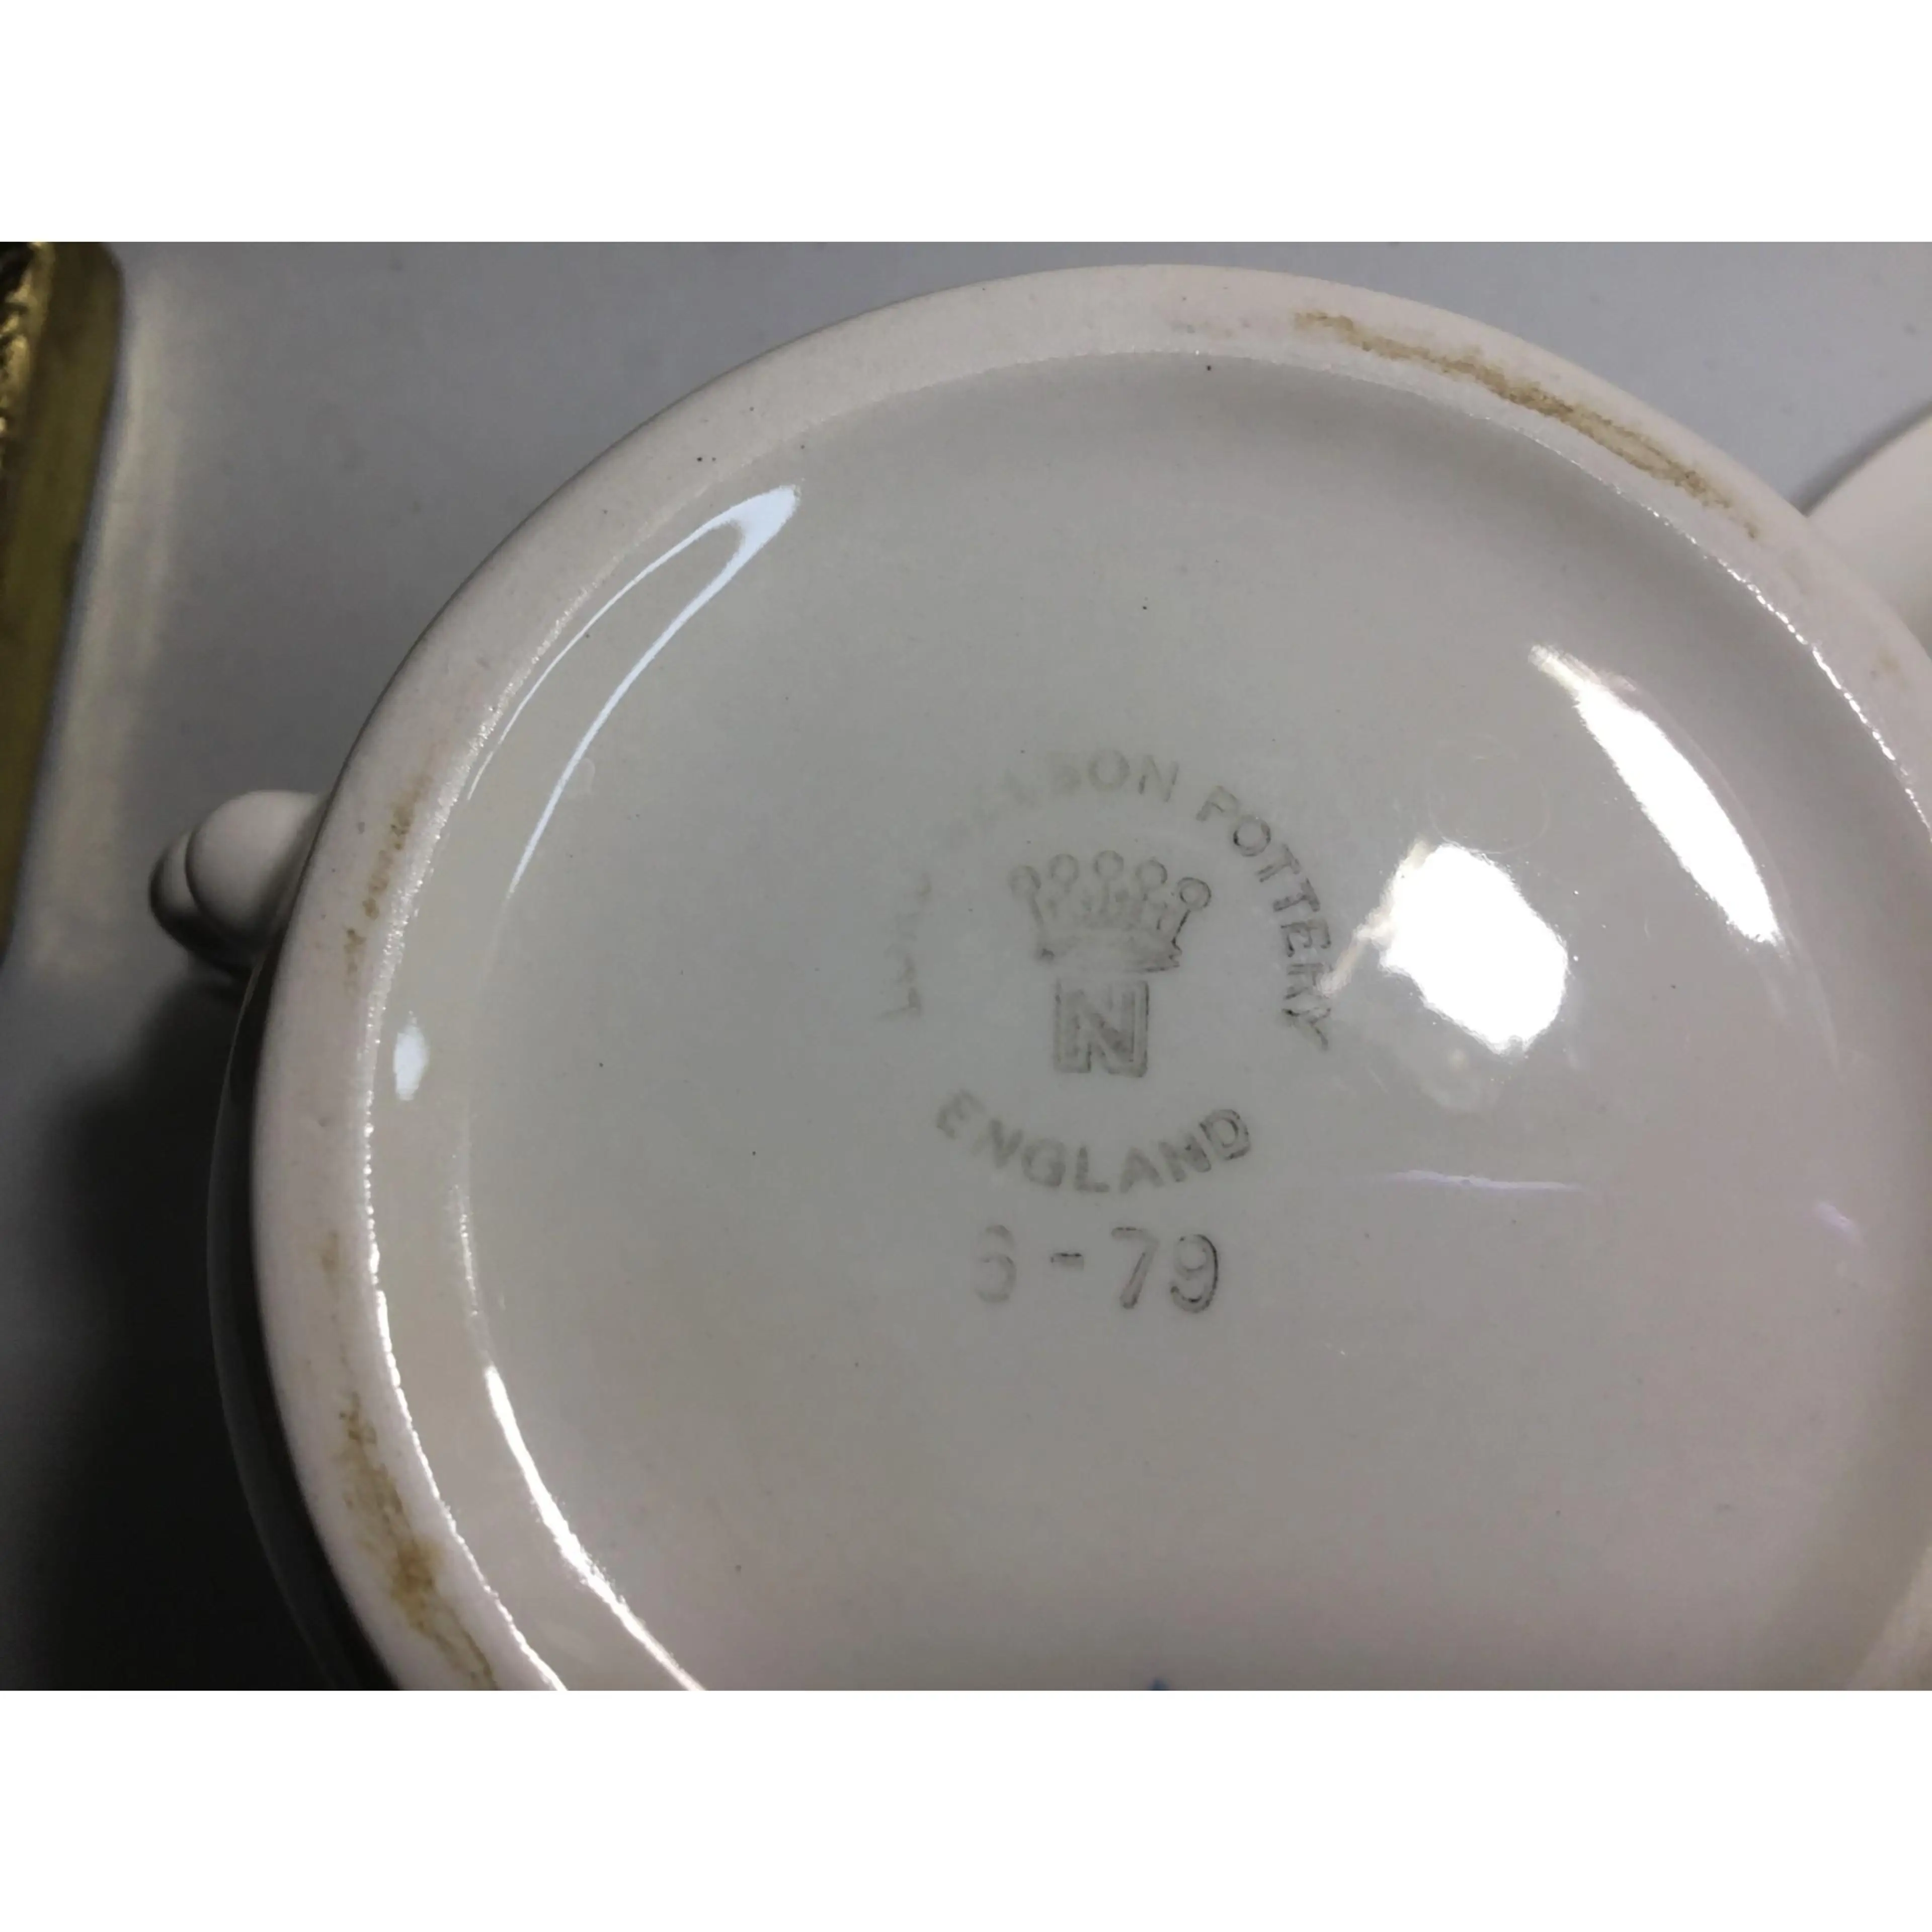 POTTERY
N
ENGLAND
6-79